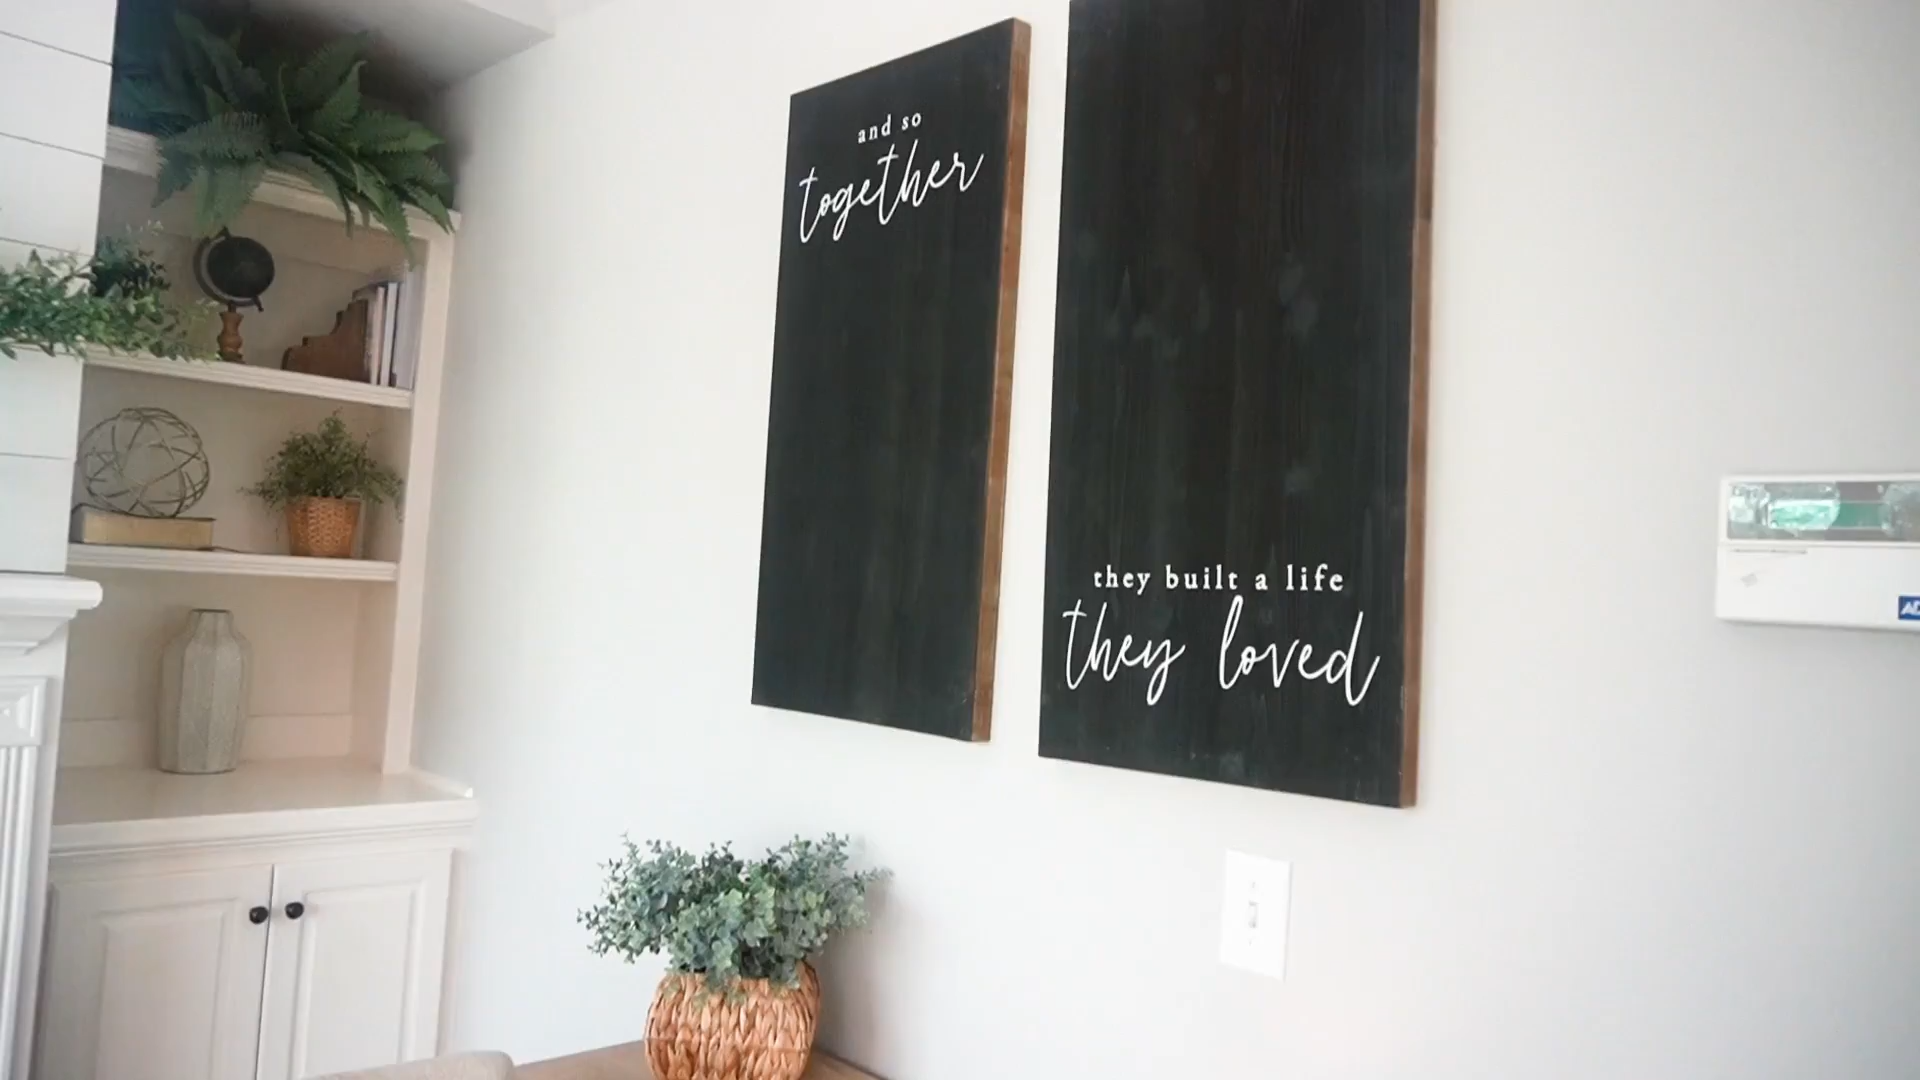 and so
together
they built a life
they loved